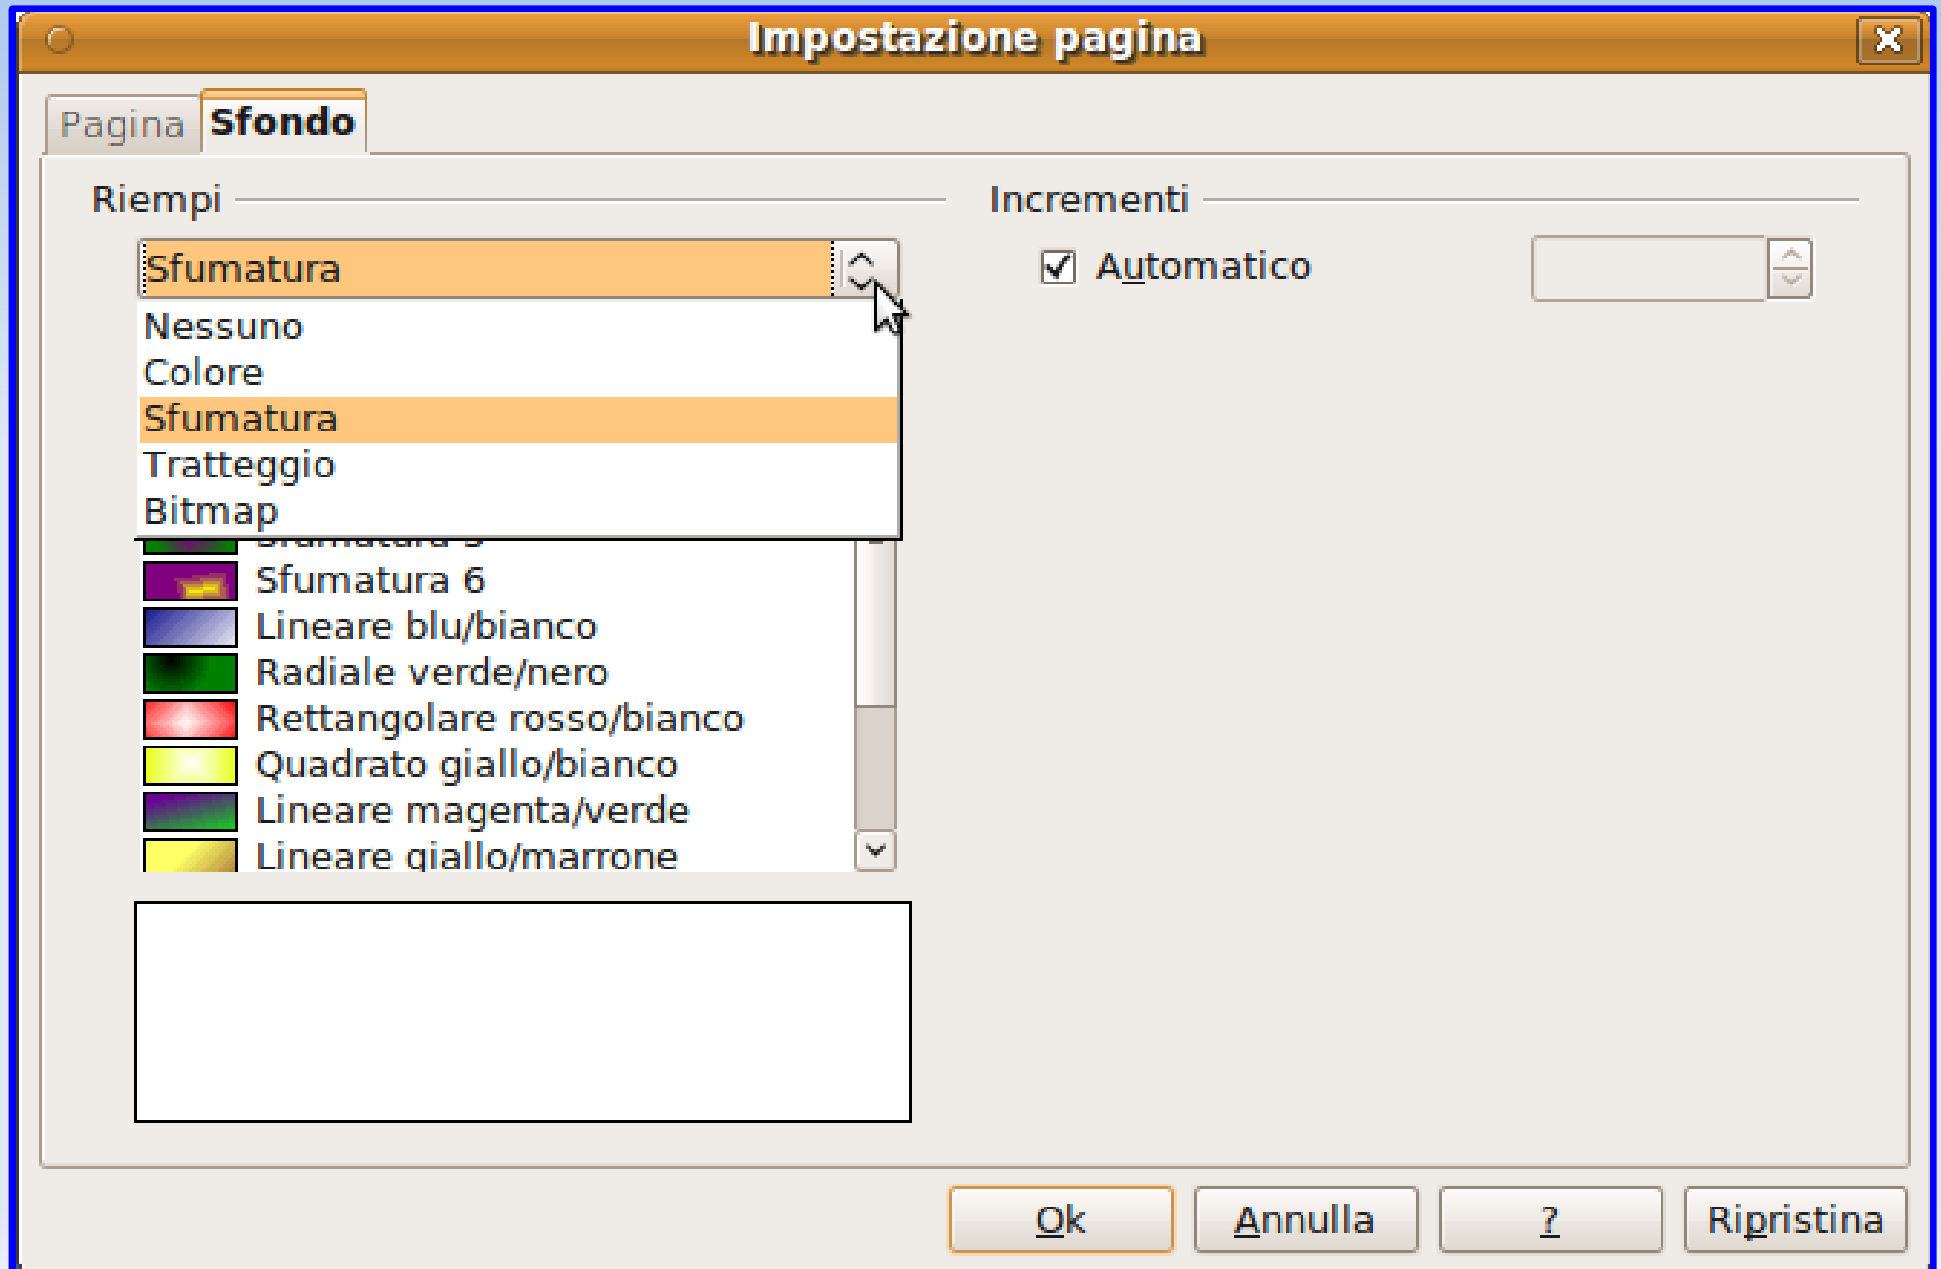 Impostazione pagina
Pagina Sfondo
Riempi Incrementi
Sfumatura Automatico
Nessuno
Colore
Sfumatura
Tratteggio
Bitmap
Sfumatura 6
Lineare blu/bianco
Radiale verde/nero
Rettangolare rosso/bianco
Quadrato giallo/bianco
Lineare magenta/verde
Lineare giallo/marrone
Ok Annulla ? Ripristina